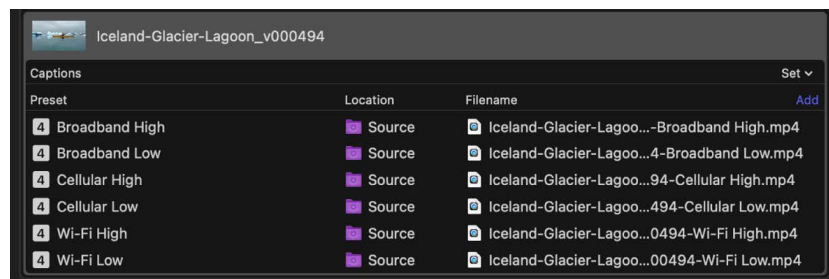 Iceland-Glacier-Lagoon_v000494
Captions Set
Preset Location Filename Add
4 Broadband High Source Iceland-Glacier-Lagoo...-Broadband High.mp4
4 Broadband Low Source Iceland-Glacier-Lagoo...4-Broadband Low.mp4
4 Cellular High Source Iceland-Glacier-Lagoo...94-Cellular High.mp4
4 Cellular Low Source Iceland-Glacier-Lagoo...494-Cellular Low.mp4
4 Wi-Fi High Source Iceland-Glacier-Lagoo...0494-Wi-Fi High.mp4
4 Wi-Fi Low Source Iceland-Glacier-Lagoo...00494-Wi-Fi Low.mp4